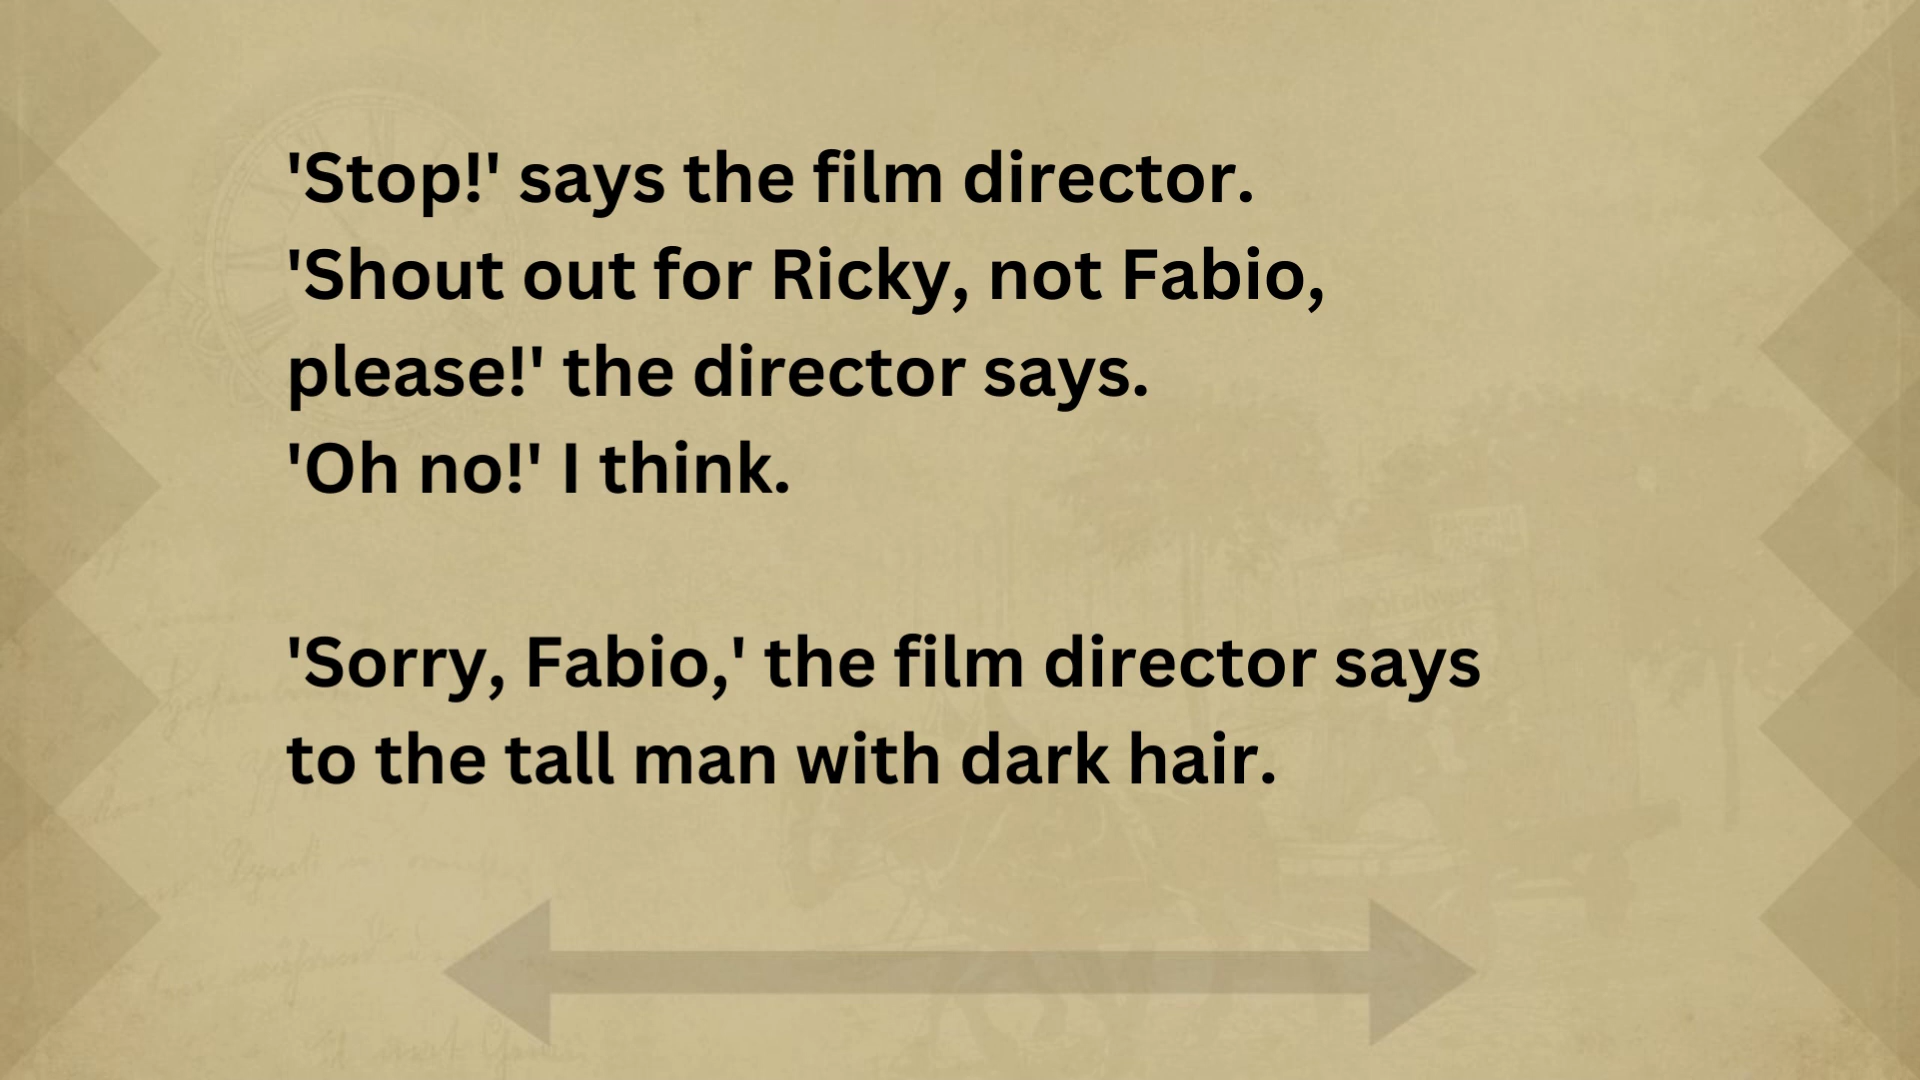 'Stop!' says the film director.
'Shout out for Ricky, not Fabio,
please!' the director says.
'Oh no!' I think.
'Sorry, Fabio,' the film director says
to the tall man with dark hair.